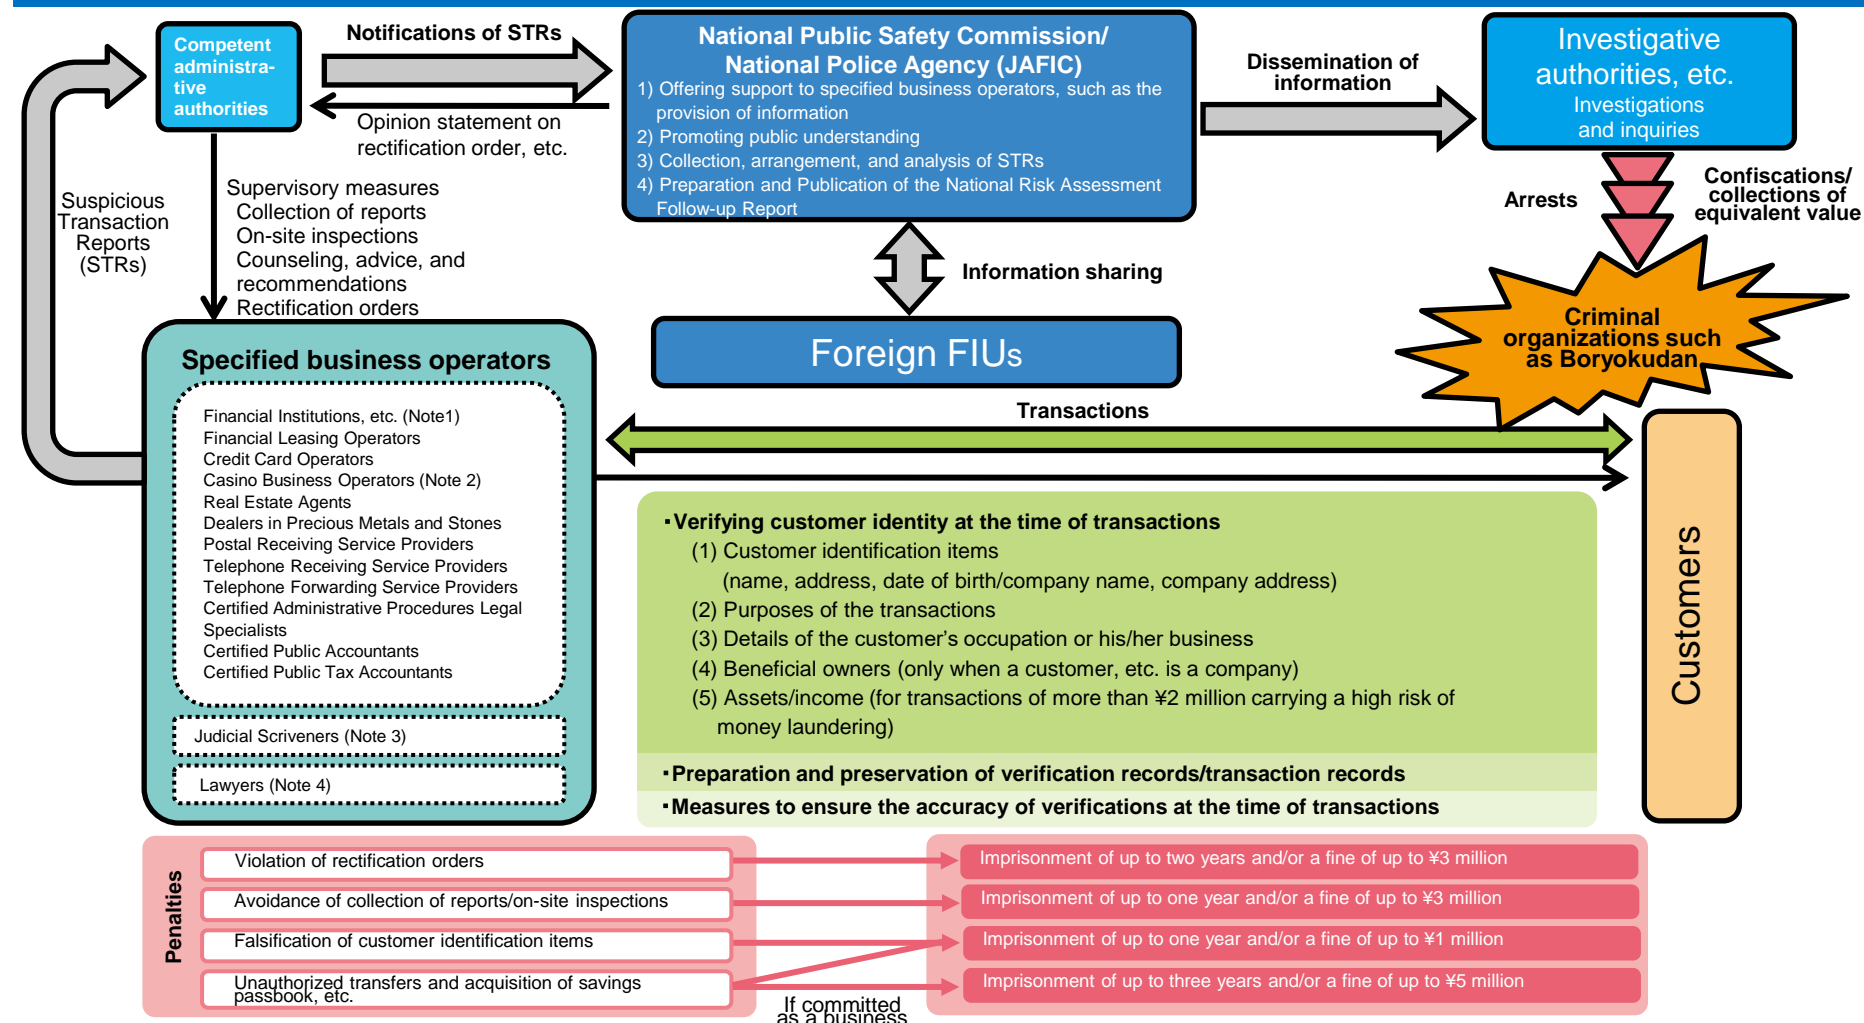 Competent
administra-
tive
authorities
Notifications of STRs
Opinion statement on
rectification order, etc.
National Public Safety Commission/
National Police Agency (JAFIC)
1) Offering support to specified business operators, such as the
provision of information
2) Promoting public understanding
3) Collection, arrangement, and analysis of STRs
4) Preparation and Publication of the National Risk Assessment
Follow-up Report
Dissemination of
information
Investigative
authorities, etc.
Investigations
and inquiries
Suspicious
Transaction
Reports
(STRs)
Supervisory measures
Collection of reports
On-site inspections
Counseling, advice, and
recommendations
Rectification orders
Information sharing
Foreign FIUs
Arrests
Confiscations/
collections of
equivalent value
Criminal
organizations such
as Boryokudan
Specified business operators
Financial Institutions, etc. (Note1)
Financial Leasing Operators
Credit Card Operators
Casino Business Operators (Note 2)
Real Estate Agents
Dealers in Precious Metals and Stones
Postal Receiving Service Providers
Telephone Receiving Service Providers
Telephone Forwarding Service Providers
Certified Administrative Procedures Legal
Specialists
Certified Public Accountants
Certified Public Tax Accountants
Judicial Scriveners (Note 3)
Lawyers (Note 4)
Transactions
Customers
・Verifying customer identity at the time of transactions
(1) Customer identification items
(name, address, date of birth/company name, company address)
(2) Purposes of the transactions
(3) Details of the customer's occupation or his/her business
(4) Beneficial owners (only when a customer, etc. is a company)
(5) Assets/income (for transactions of more than ¥2 million carrying a high risk of
money laundering)
・Preparation and preservation of verification records/transaction records
・Measures to ensure the accuracy of verifications at the time of transactions
Penalties
Violation of rectification orders
Imprisonment of up to two years and/or a fine of up to ¥3 million
Avoidance of collection of reports/on-site inspections
Imprisonment of up to one year and/or a fine of up to ¥3 million
Falsification of customer identification items
Imprisonment of up to one year and/or a fine of up to ¥1 million
Unauthorized transfers and acquisition of savings
passbook, etc.
Imprisonment of up to three years and/or a fine of up to ¥5 million
If committed
as a business